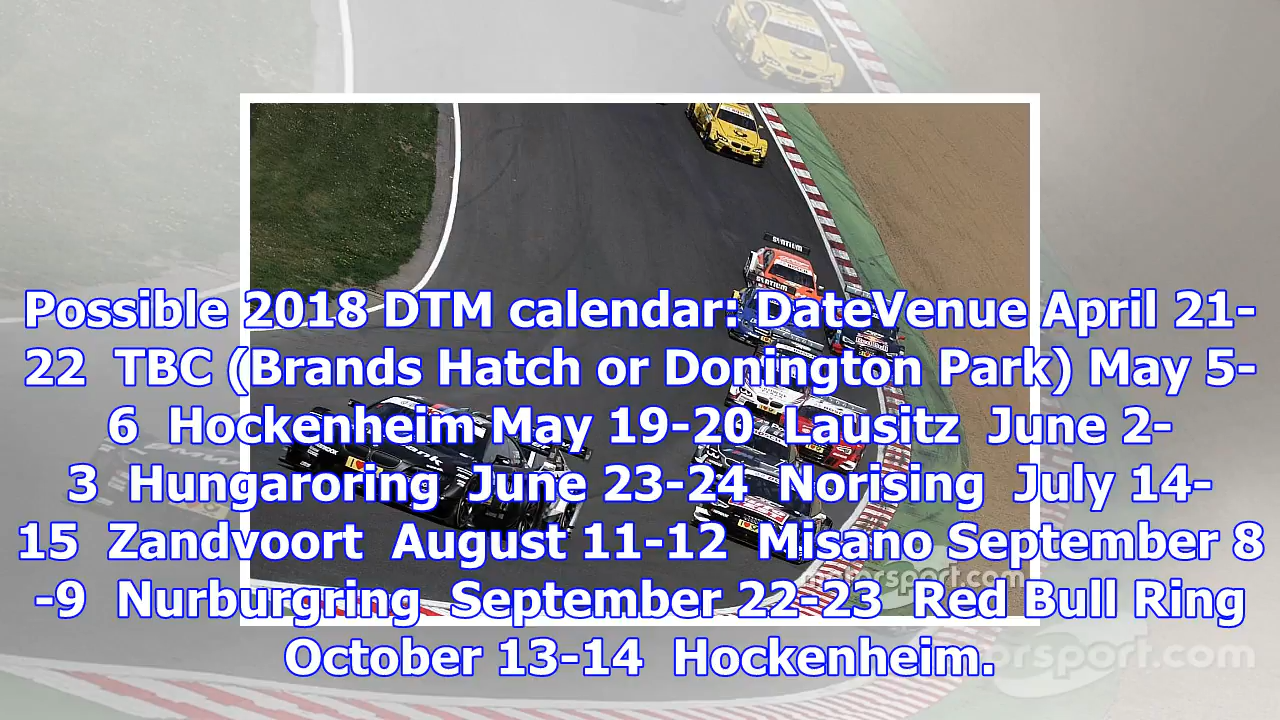 Possible 2018 DTM calendar: DateVenue April 21-
22 TBC (Brands Hatch or Donington Park) May 5-
6 Hockenheim May 19-20 Lausitz June 2-
3 Hungaroring June 23-24 Norising July 14-
15 Zandvoort August 11-12 Misano September 8
-9 Nurburgring September 22-23 Red Bull Ring
October 13-14 Hockenheim.
motorsport.com